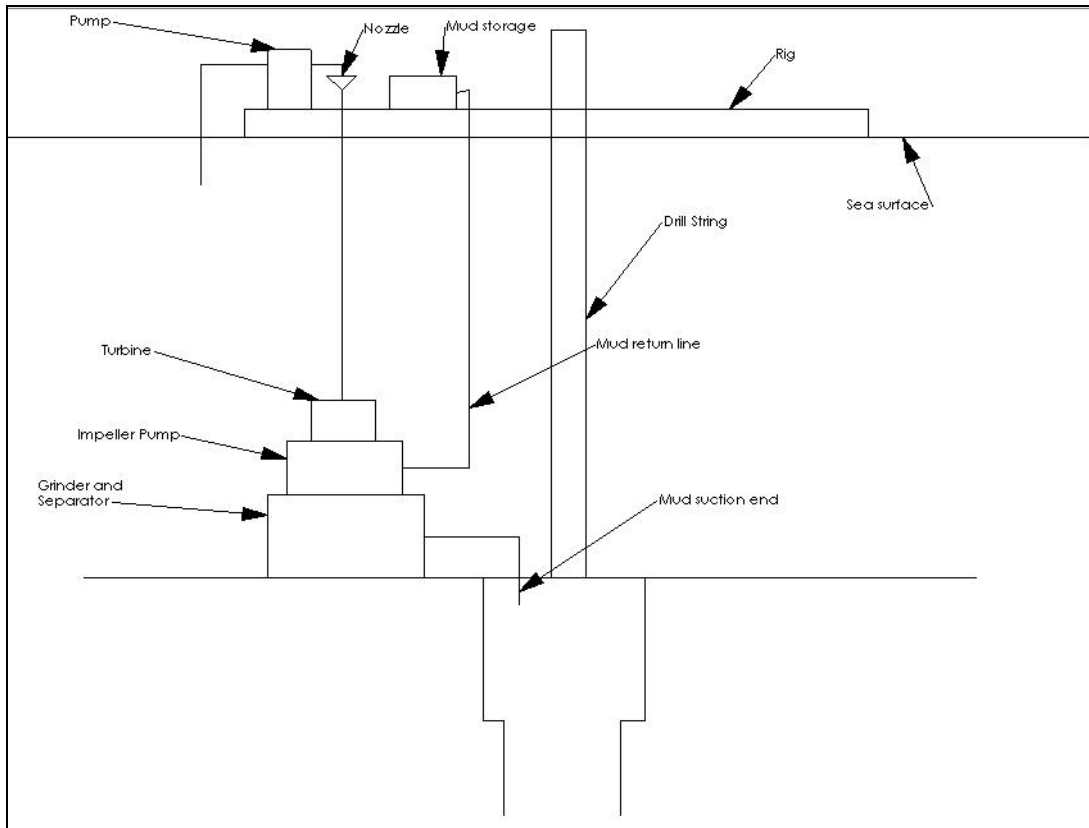 Pump
Nozzle
Mud storage
Rig
Sea surface
Drill String
Mud return line
Turbine
Impeller Pump
Grinder and
Separator
Mud suction end